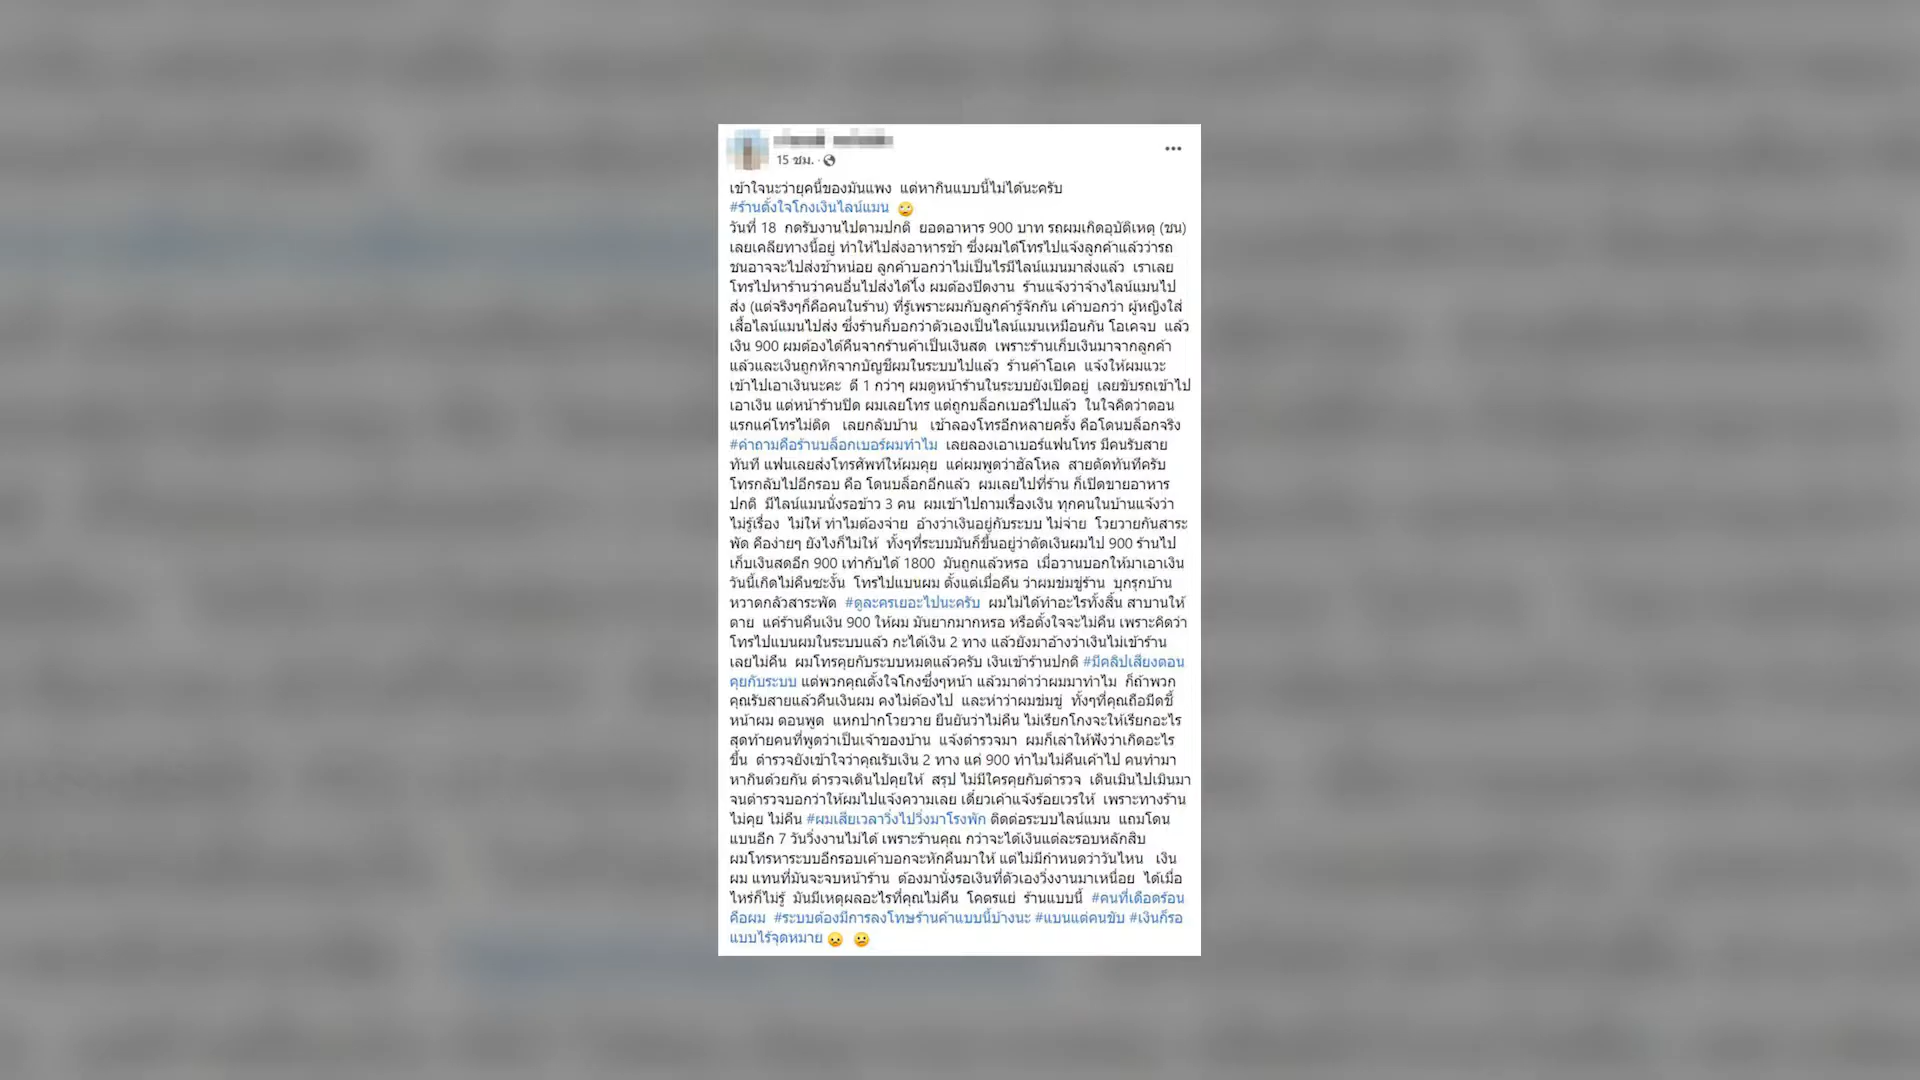 15 ชม.
เข้าใจนะว่ายุคนี้ของมันแพง แต่หากินแบบนี้ไม่ได้นะครับ
#ร้านตั้งใจโกงเงินไลน์แมน 🙄
วันที่ 18 กดรับงานไปตามปกติ ยอดอาหาร 900 บาท รถผมเกิดอุบัติเหตุ (ชน)
เลยเคลียทางนี้อยู่ ทำให้ไปส่งอาหารช้า ซึ่งผมได้โทรไปแจ้งลูกค้าแล้วว่ารถ
ชนอาจจะไปส่งช้าหน่อย ลูกค้าบอกว่าไม่เป็นไรมีไลน์แมนมาส่งแล้ว เราเลย
โทรไปหาร้านว่าคนอื่นไปส่งได้ไง ผมต้องปิดงาน ร้านแจ้งว่าจ้างไลน์แมนไป
ส่ง (แต่จริงๆก็คือคนในร้าน) ที่รู้เพราะผมกับลูกค้ารู้จักกัน เค้าบอกว่า ผู้หญิงใส่
เสื้อไลน์แมนไปส่ง ซึ่งร้านก็บอกว่าตัวเองเป็นไลน์แมนเหมือนกัน โอเคจบ แล้ว
เงิน 900 ผมต้องได้คืนจากร้านค้าเป็นเงินสด เพราะร้านเก็บเงินมาจากลูกค้า
แล้วและเงินถูกหักจากบัญชีผมในระบบไปแล้ว ร้านค้าโอเค แจ้งให้ผมแวะ
เข้าไปเอาเงินนะคะ ตี 1 กว่าๆ ผมดูหน้าร้านในระบบยังเปิดอยู่ เลยขับรถเข้าไป
เอาเงิน แต่หน้าร้านปิด ผมเลยโทร แต่ถูกบล็อกเบอร์ไปแล้ว ในใจคิดว่าตอน
แรกแค่โทรไม่ติด เลยกลับบ้าน เช้าลองโทรอีกหลายครั้ง คือโดนบล็อกจริง
#คำถามคือร้านบล็อกเบอร์ผมทำไม เลยลองเอาเบอร์แฟนโทร มีคนรับสาย
ทันที แฟนเลยส่งโทรศัพท์ให้ผมคุย แค่ผมพูดว่าฮัลโหล สายตัดทันทีครับ
โทรกลับไปอีกรอบ คือ โดนบล็อกอีกแล้ว ผมเลยไปที่ร้าน ก็เปิดขายอาหาร
ปกติ มีไลน์แมนนั่งรอข้าว 3 คน ผมเข้าไปถามเรื่องเงิน ทุกคนในบ้านแจ้งว่า
ไม่รู้เรื่อง ไม่ให้ ทำไมต้องจ่าย อ้างว่าเงินอยู่กับระบบ ไม่จ่าย โวยวายกันสาระ
พัด คือง่ายๆ ยังไงก็ไม่ให้ ทั้งๆที่ระบบมันก็ขึ้นอยู่ว่าตัดเงินผมไป 900 ร้านไป
เก็บเงินสดอีก 900 เท่ากับได้ 1800 มันถูกแล้วหรอ เมื่อวานบอกให้มาเอาเงิน
วันนี้เกิดไม่คืนซะงั้น โทรไปแบนผม ตั้งแต่เมื่อคืน ว่าผมข่มขู่ร้าน บุกรุกบ้าน
หวาดกลัวสาระพัด #ดูละครเยอะไปนะครับ ผมไม่ได้ทำอะไรทั้งสิ้น สาบานให้
ตาย แค่ร้านคืนเงิน 900 ให้ผม มันยากมากหรอ หรือตั้งใจจะไม่คืน เพราะคิดว่า
โทรไปแบนผมในระบบแล้ว กะได้เงิน 2 ทาง แล้วยังมาอ้างว่าเงินไม่เข้าร้าน
เลยไม่คืน ผมโทรคุยกับระบบหมดแล้วครับ เงินเข้าร้านปกติ #มีคลิปเสียงตอน
คุยกับระบบ แต่พวกคุณตั้งใจโกงซึ่งๆหน้า แล้วมาด่าว่าผมมาทำไม ก็ถ้าพวก
คุณรับสายแล้วคืนเงินผม คงไม่ต้องไป และห่าว่าผมข่มขู่ ทั้งๆที่คุณถือมีดชี้
หน้าผม ตอนพูด แหกปากโวยวาย ยืนยันว่าไม่คืน ไม่เรียกโกงจะให้เรียกอะไร
สุดท้ายคนที่พูดว่าเป็นเจ้าของบ้าน แจ้งตำรวจมา ผมก็เล่าให้ฟังว่าเกิดอะไร
ขึ้น ตำรวจยังเข้าใจว่าคุณรับเงิน 2 ทาง แค่ 900 ทำไมไม่คืนเค้าไป คนทำมา
หากินด้วยกัน ตำรวจเดินไปคุยให้ สรุป ไม่มีใครคุยกับตำรวจ เดินเมินไปเมินมา
จนตำรวจบอกว่าให้ผมไปแจ้งความเลย เดี๋ยวเค้าแจ้งร้อยเวรให้ เพราะทางร้าน
ไม่คุย ไม่คืน #ผมเสียเวลาวิ่งไปวิ่งมาโรงพัก ติดต่อระบบไลน์แมน แถมโดน
แบนอีก 7 วันวิ่งงานไม่ได้ เพราะร้านคุณ กว่าจะได้เงินแต่ละรอบหลักสิบ
ผมโทรหาระบบอีกรอบเค้าบอกจะหักคืนมาให้ แต่ไม่มีกำหนดว่าวันไหน เงิน
ผม แทนที่มันจะจบหน้าร้าน ต้องมานั่งรอเงินที่ตัวเองวิ่งงานมาเหนื่อย ได้เมื่อ
ไหร่ก็ไม่รู้ มันมีเหตุผลอะไรที่คุณไม่คืน โคตรแย่ ร้านแบบนี้ #คนที่เดือดร้อน
คือผม #ระบบต้องมีการลงโทษร้านค้าแบบนี้บ้างนะ #แบนแต่คนขับ #เงินก็รอ
แบบไร้จุดหมาย 😞 🙁